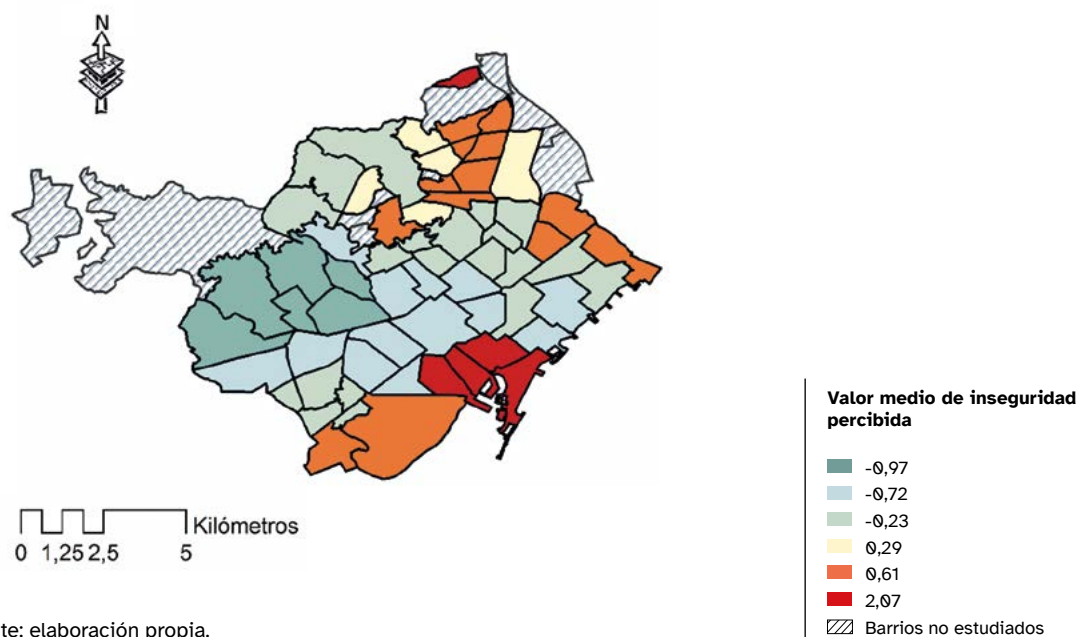 N
Kilómetros
0 1,25 2,5 5
te: elaboración propia.
Valor medio de inseguridad
percibida
-0,97
-0,72
-0,23
0,29
0,61
2,07
Barrios no estudiados